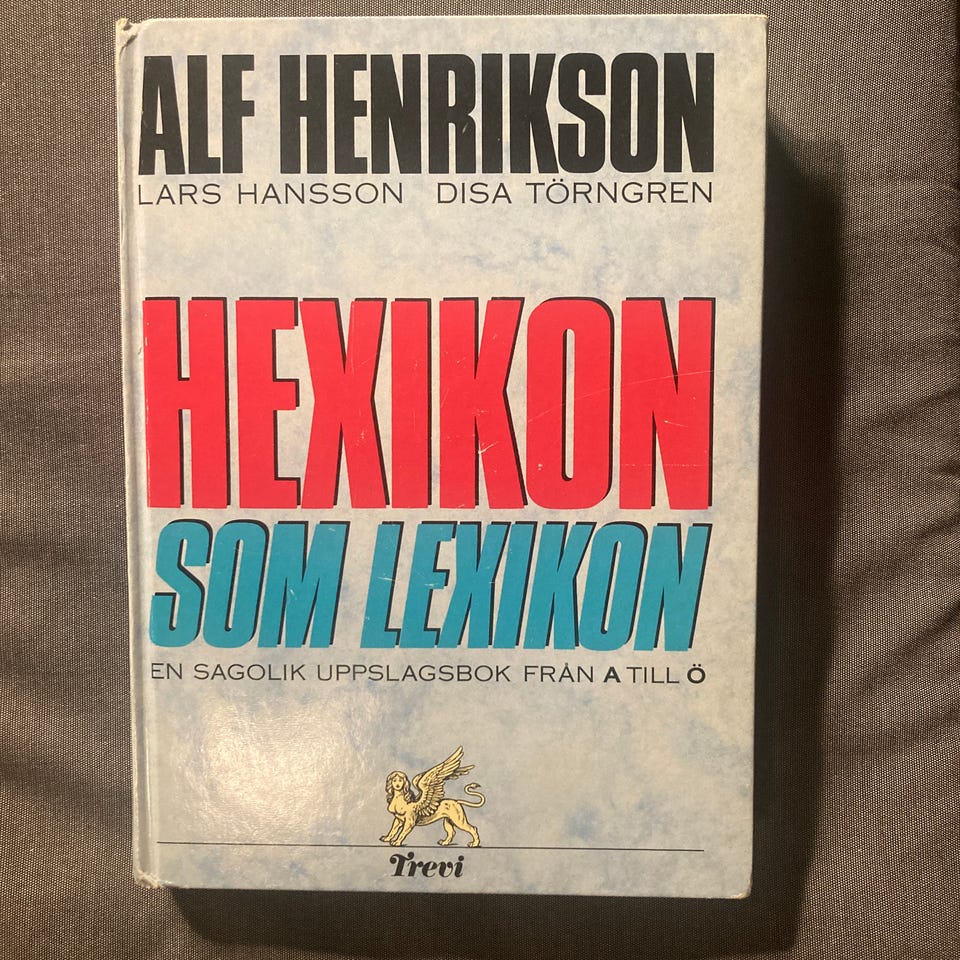 ALF HENRIKSON
LARS HANSSON DISA TÖRNGREN
HEXIKON
SOM LEXIKON
EN SAGOLIK UPPSLAGSBOK FRÅN A TILL Ö
Trevi